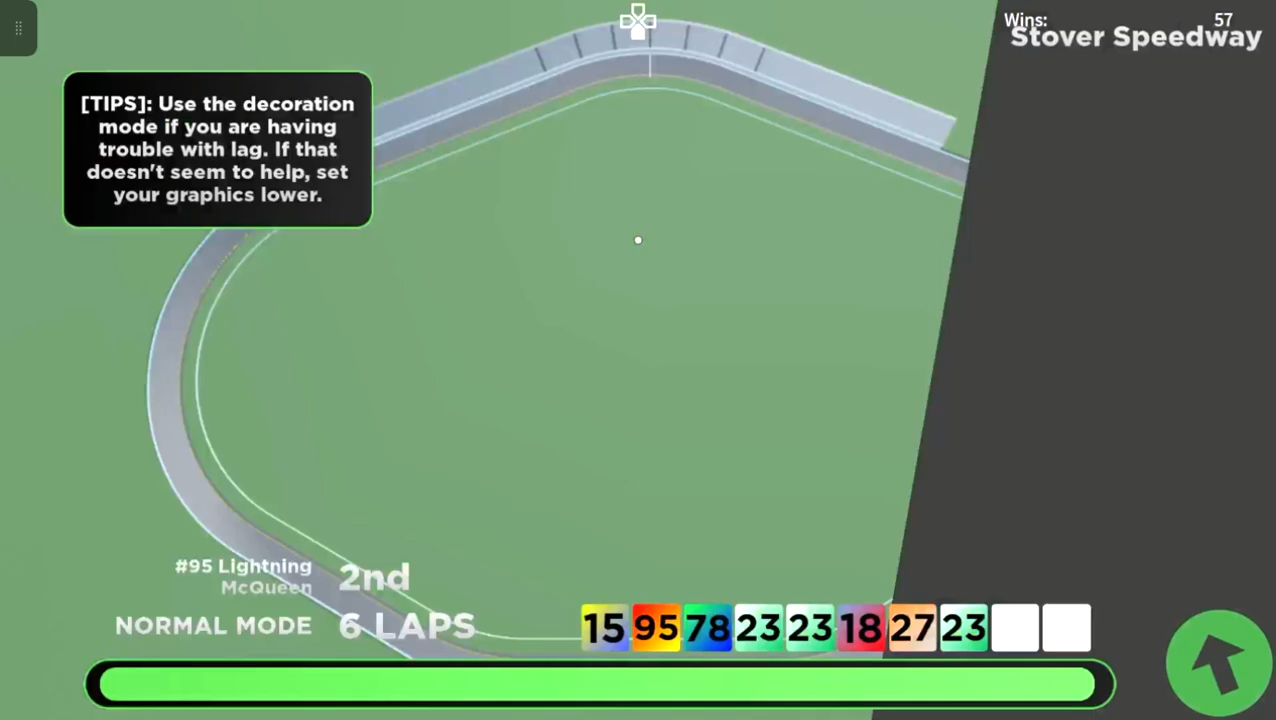 Wins: 57
Stover Speedway
[TIPS]: Use the decoration
mode if you are having
trouble with lag. If that
doesn't seem to help, set
your graphics lower.
#95 Lightning
McQueen
2nd
NORMAL MODE
6 LAPS
15 95 78 23 23 18 27 23